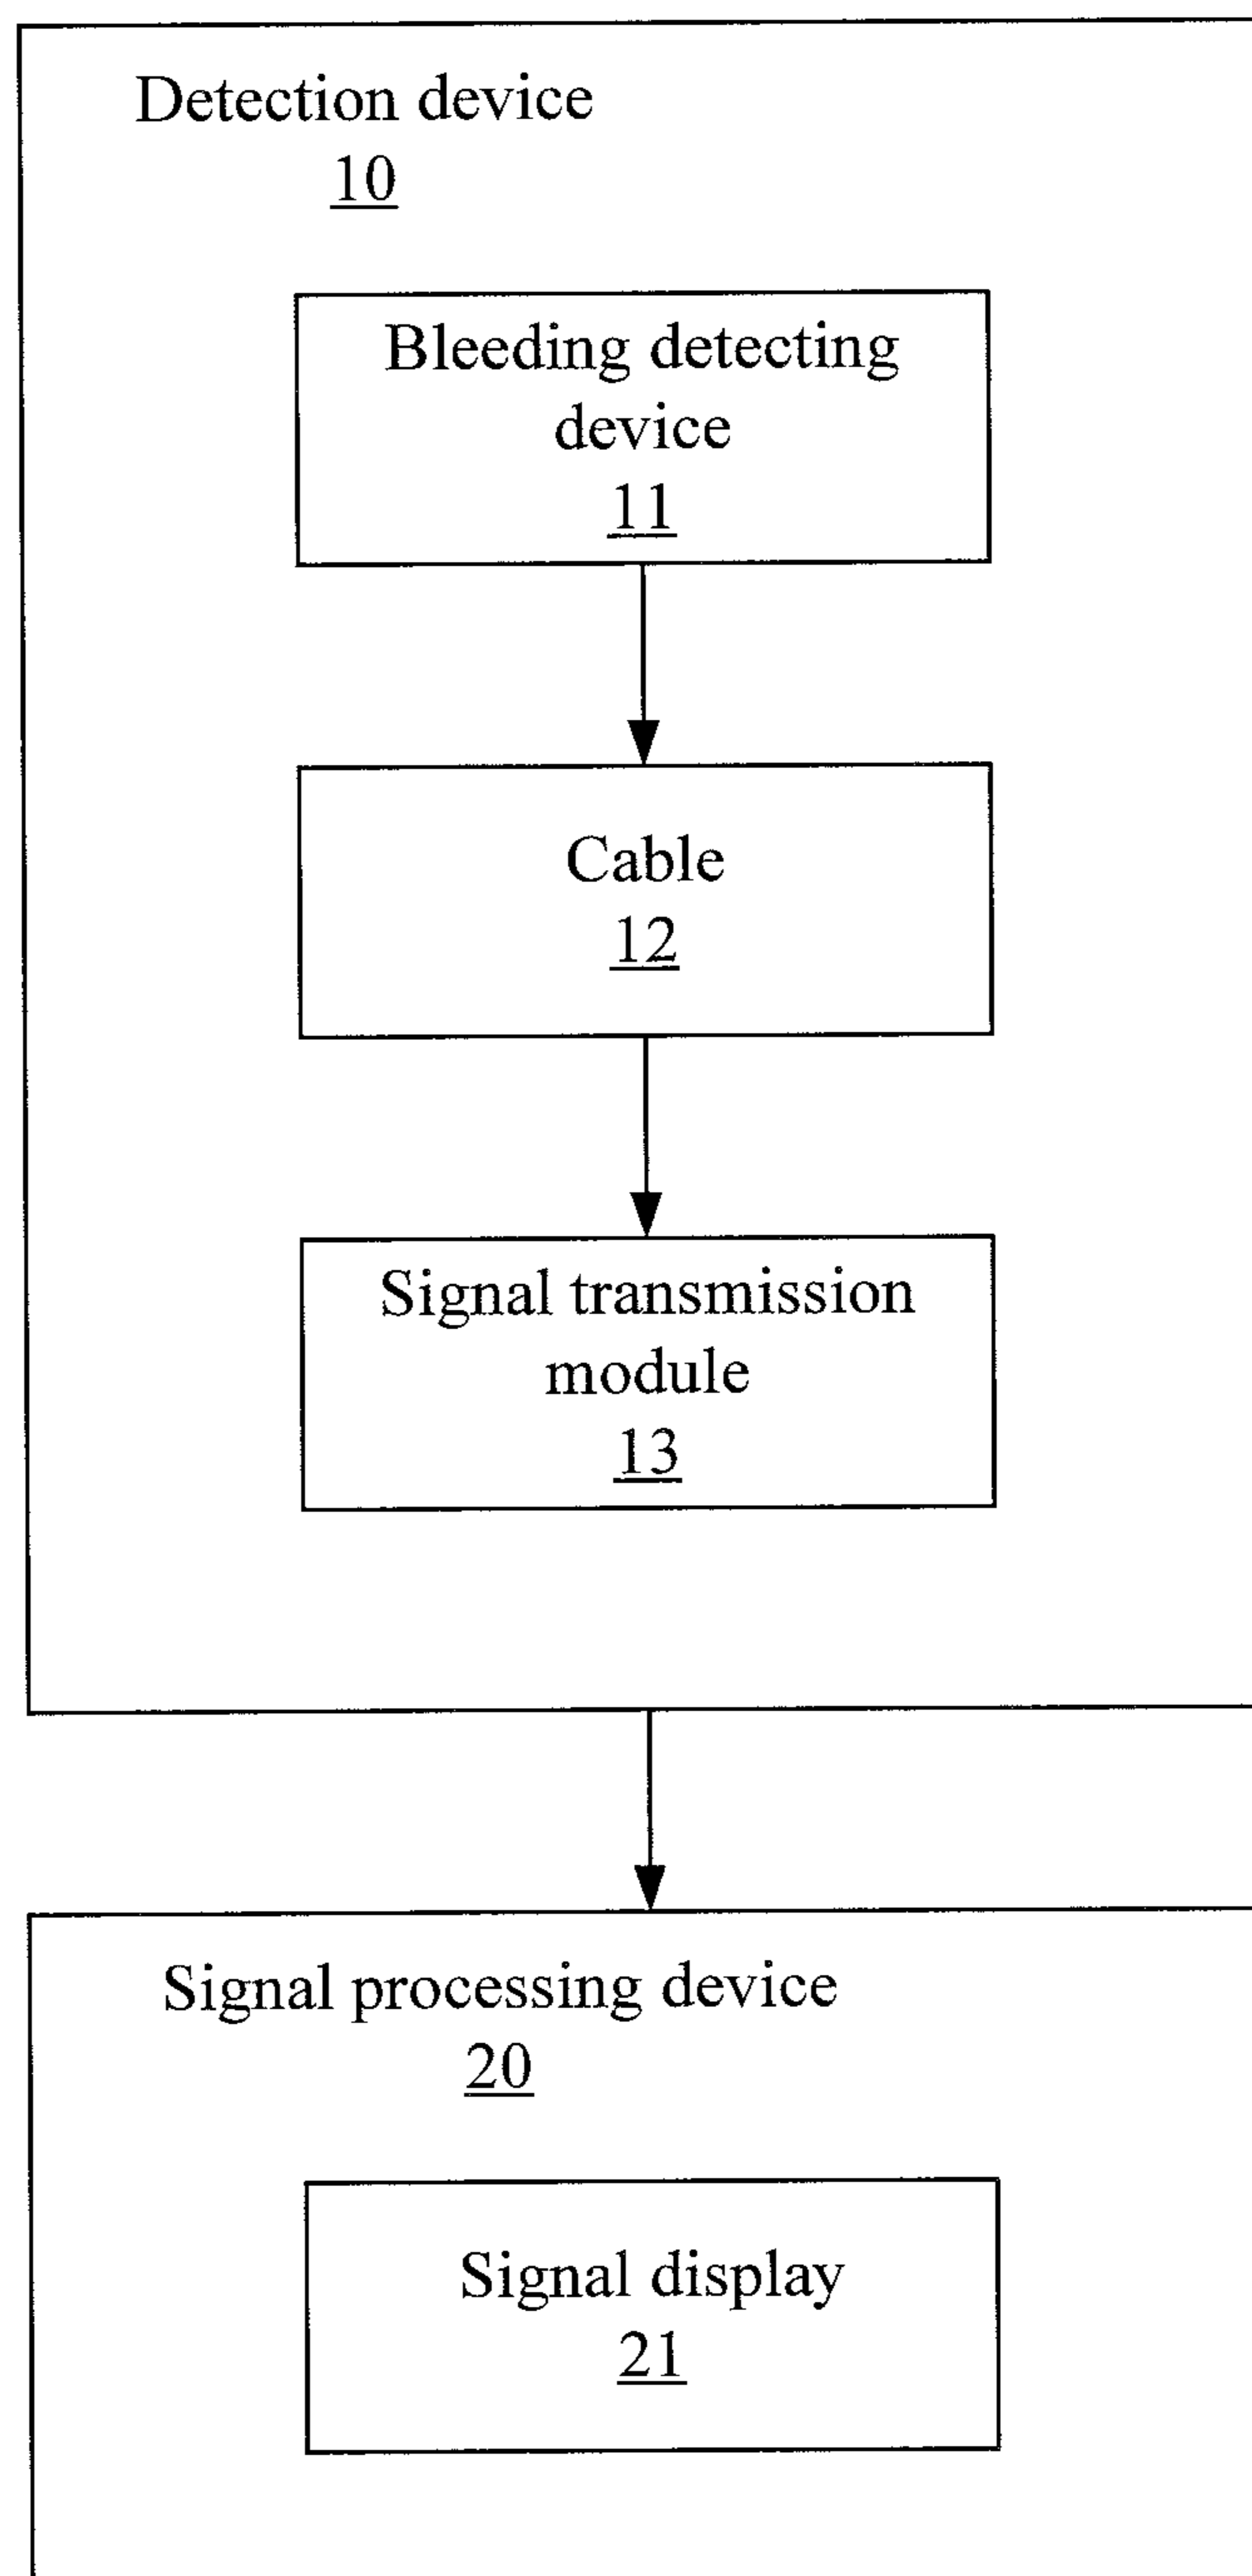 Detection device
10
Bleeding detecting
device
11
Cable
12
Signal transmission
module
13
Signal processing device
20
Signal display
21